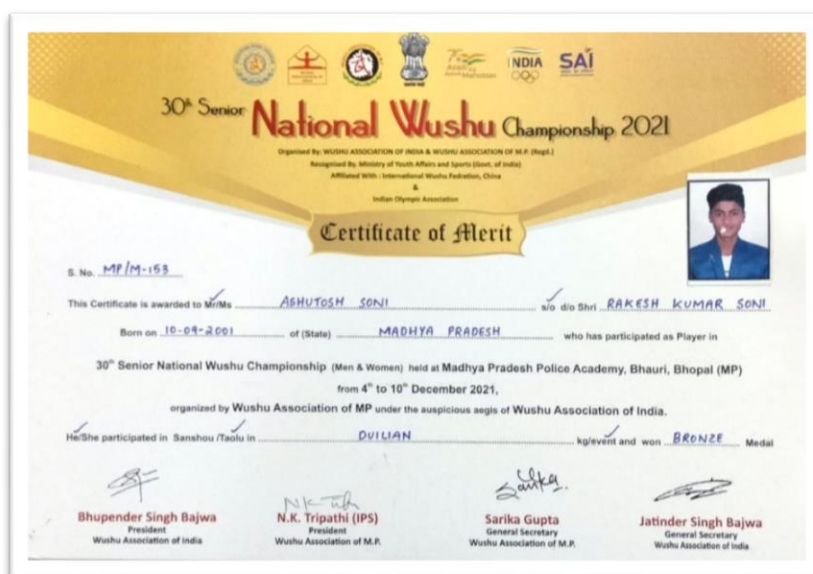 INDIA
SAI
30th Senior National Wushu Championship 2021
Organised By: WUSHU ASSOCIATION OF INDIA & WUSHU ASSOCIATION OF M.P. (Regd.)
Recognised By. Ministry of Youth Affairs and Sports (Govt. of India)
Affiliated With : International Wushu Fedration, China
&
Indian Olympic Association
Certificate of Merit
S. No. MP/M-153
This Certificate is awarded to Mr/Ms ASHUTOSH SONI s/o d/o Shri RAKESH KUMAR SONI
Born on 10-09-2001 of (State) MADHYA PRADESH who has participated as Player in
30th Senior National Wushu Championship (Men & Women) held at Madhya Pradesh Police Academy, Bhauri, Bhopal (MP)
from 4th to 10th December 2021,
organized by Wushu Association of MP under the auspicious aegis of Wushu Association of India.
He/She participated in Sanshou /Taolu in DUILIAN kg/event and won BRONZE Medal
Sarika
Bhupender Singh Bajwa
President
Wushu Association of India
N.K. Tripathi (IPS)
President
Wushu Association of M.P.
Sarika Gupta
General Secretary
Wushu Association of M.P.
Jatinder Singh Bajwa
General Secretary
Wushu Association of India